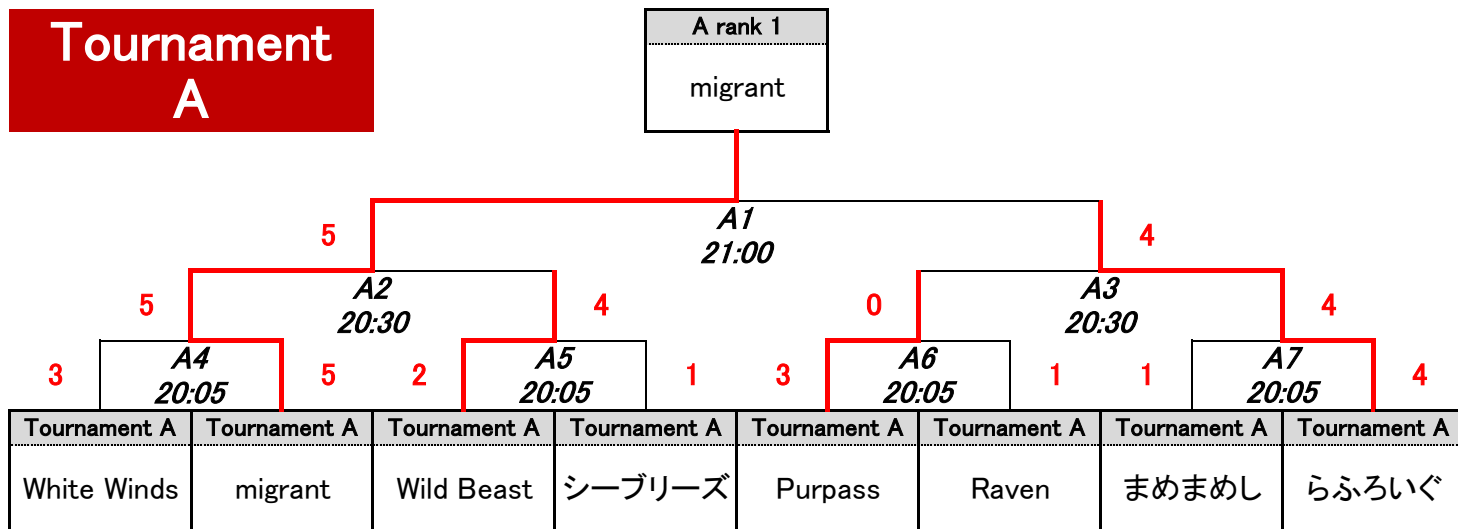 Tournament
A
A rank 1
migrant
A1
21:00
5
4
A2
20:30
A3
20:30
5
4
0
4
A4
20:05
A5
20:05
A6
20:05
A7
20:05
3
5
2
1
3
1
1
4
Tournament A
Tournament A
Tournament A
Tournament A
Tournament A
Tournament A
Tournament A
Tournament A
White Winds
migrant
Wild Beast
シーブリーズ
Purpass
Raven
まめまめし
らふろいぐ